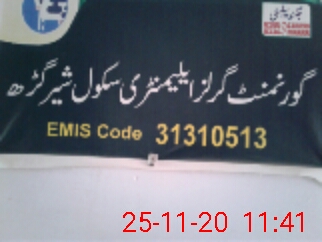 گورنمنٹ گرلز ایلیمنٹری سکول شیر گڑھ
EMIS Code 31310513
25-11-20 11:41